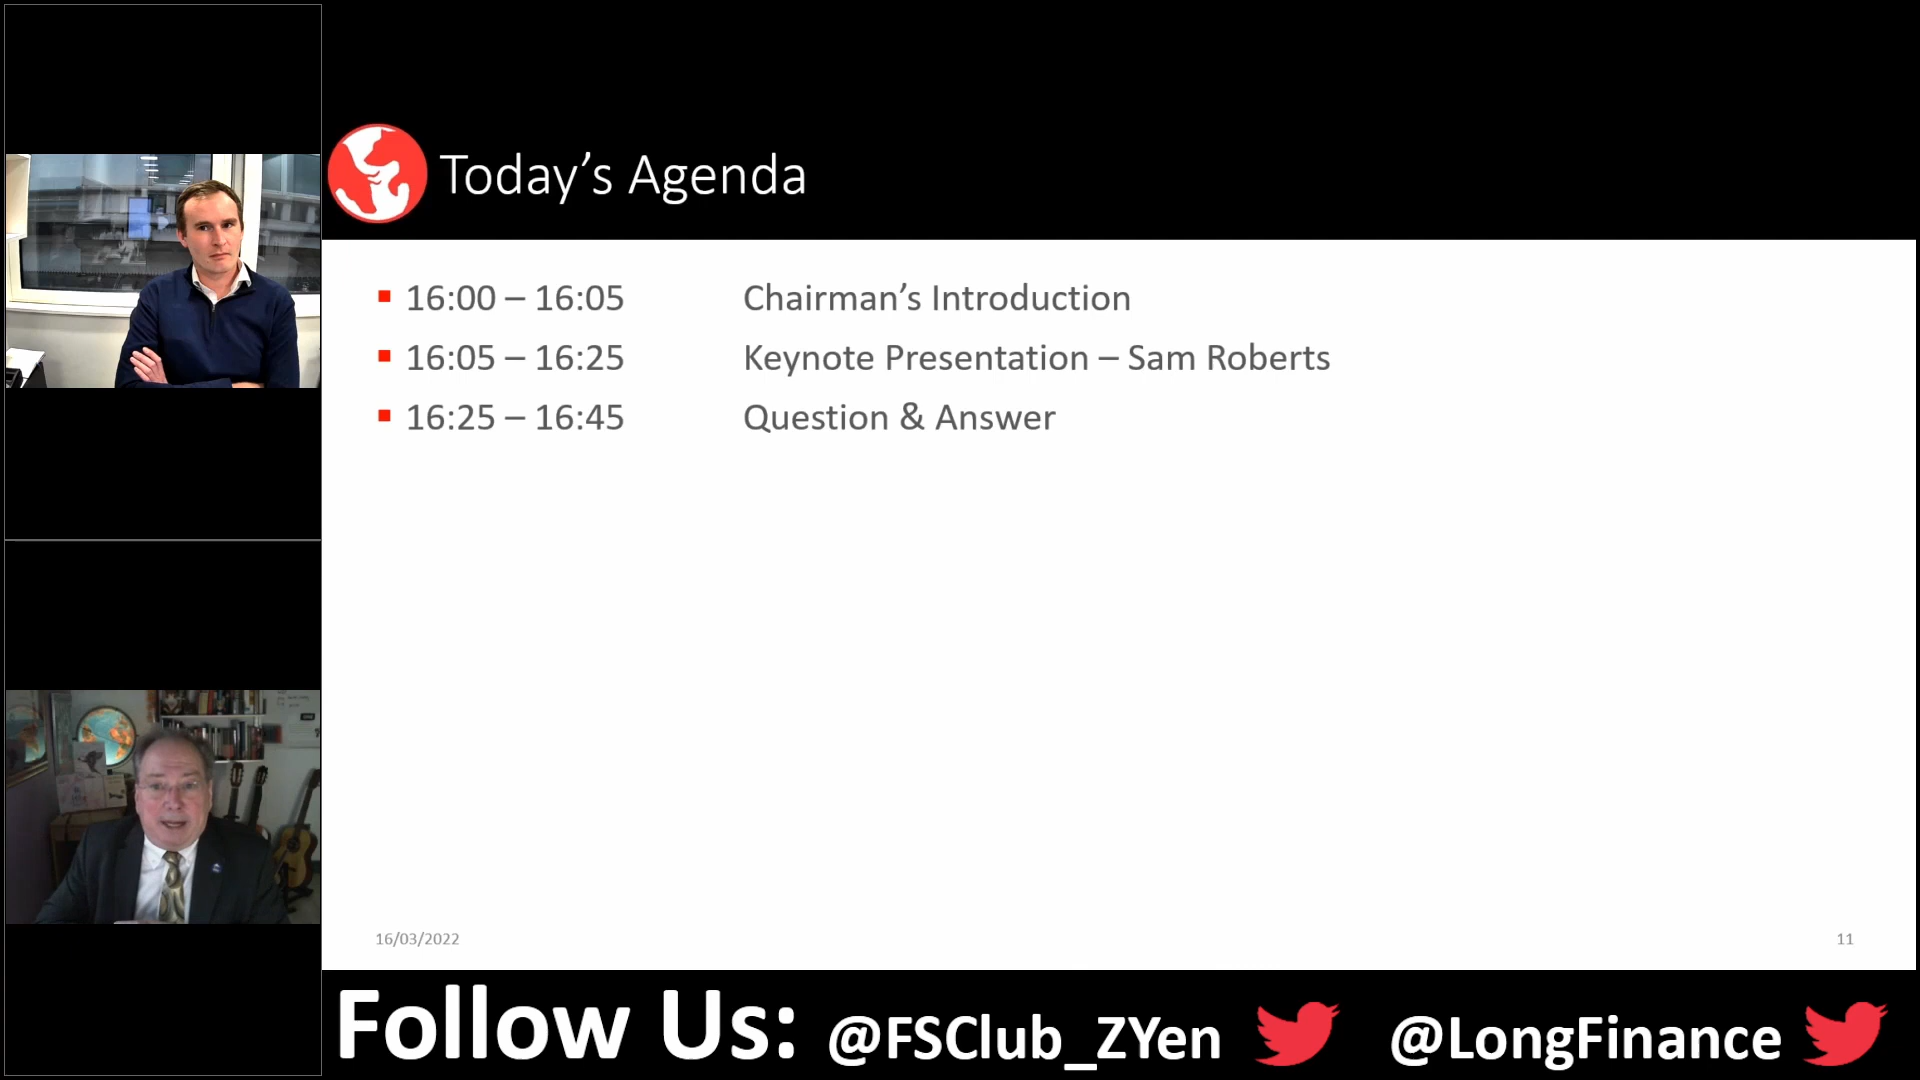 Today’s Agenda
▪ 16:00 – 16:05 Chairman’s Introduction
▪ 16:05 – 16:25 Keynote Presentation – Sam Roberts
▪ 16:25 – 16:45 Question & Answer
16/03/2022 11
Follow Us: @FSClub_ZYen @LongFinance